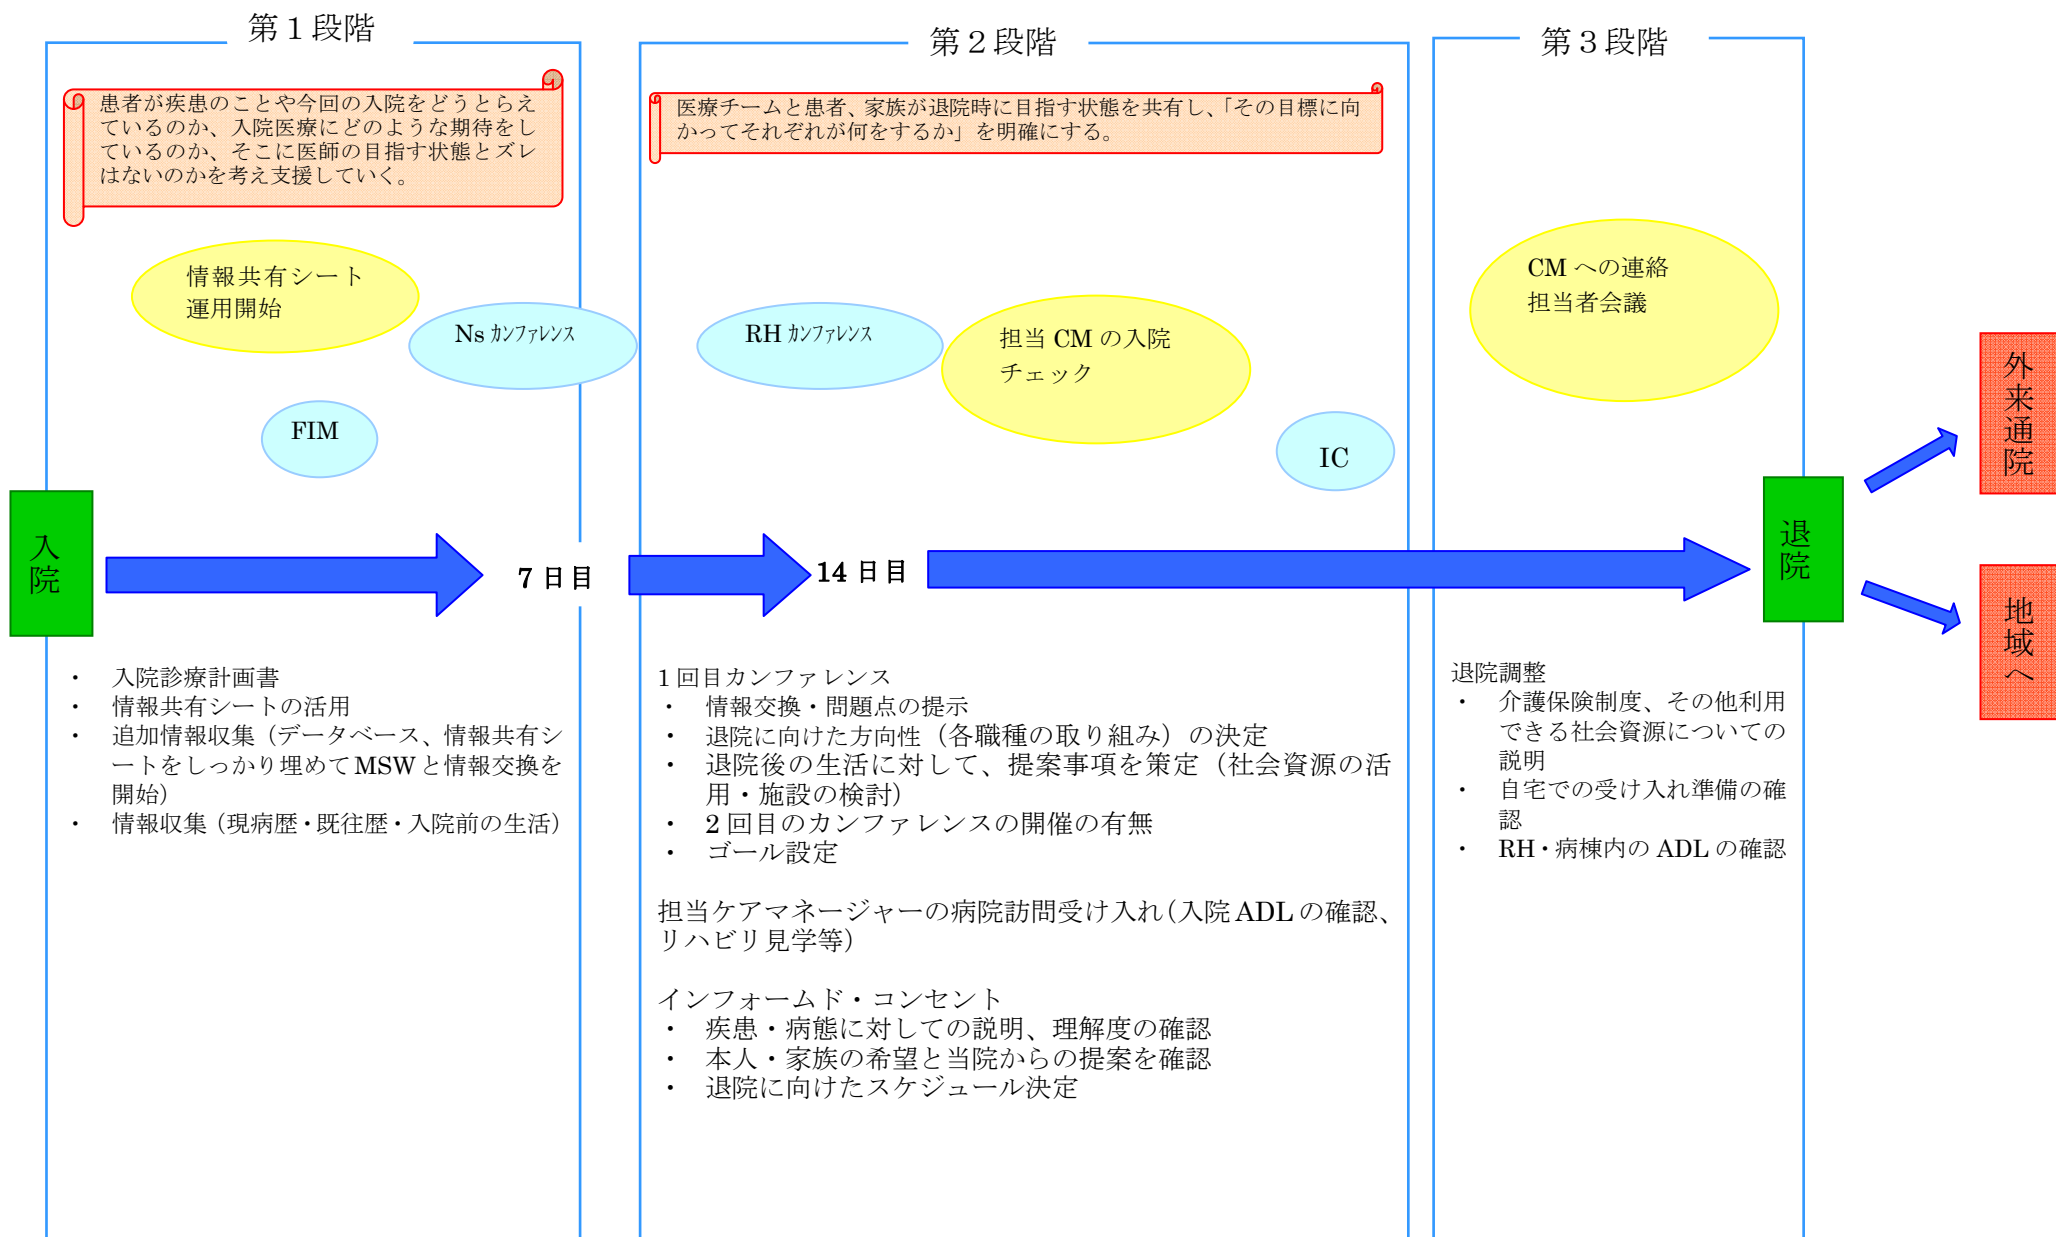 第１段階
患者が疾患のことや今回の入院をどうとらえ
ているのか、入院医療にどのような期待をし
ているのか、そこに医師の目指す状態とズレ
はないのかを考え支援していく。
情報共有シート
運用開始
Ns ｶﾝﾌｧﾚﾝｽ
FIM
入院
7 日目
・ 入院診療計画書
・ 情報共有シートの活用
・ 追加情報収集（データベース、情報共有シ
ートをしっかり埋めて MSW と情報交換を
開始）
・ 情報収集（現病歴・既往歴・入院前の生活）
第２段階
医療チームと患者、家族が退院時に目指す状態を共有し、「その目標に向
かってそれぞれが何をするか」を明確にする。
RH ｶﾝﾌｧﾚﾝｽ
担当 CM の入院
チェック
IC
14 日目
1 回目カンファレンス
・ 情報交換・問題点の提示
・ 退院に向けた方向性（各職種の取り組み）の決定
・ 退院後の生活に対して、提案事項を策定（社会資源の活
用・施設の検討）
・ 2 回目のカンファレンスの開催の有無
・ ゴール設定
担当ケアマネージャーの病院訪問受け入れ（入院 ADL の確認、
リハビリ見学等）
インフォームド・コンセント
・ 疾患・病態に対しての説明、理解度の確認
・ 本人・家族の希望と当院からの提案を確認
・ 退院に向けたスケジュール決定
第３段階
CM への連絡
担当者会議
退院
退院調整
・ 介護保険制度、その他利用
できる社会資源についての
説明
・ 自宅での受け入れ準備の確
認
・ RH・病棟内の ADL の確認
外来通院
地域へ